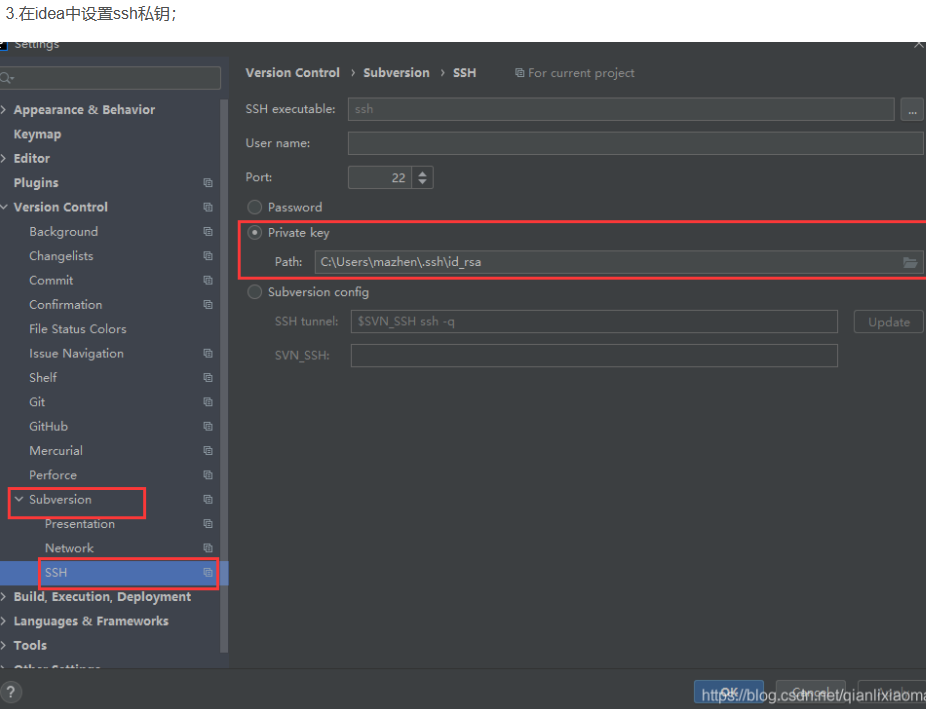 3.在idea中设置ssh私钥；
Settings
Version Control › Subversion › SSH For current project
Appearance & Behavior
Keymap
Editor
Plugins
Version Control
Background
Changelists
Commit
Confirmation
File Status Colors
Issue Navigation
Shelf
Git
GitHub
Mercurial
Perforce
Subversion
Presentation
Network
SSH
Build, Execution, Deployment
Languages & Frameworks
Tools
Other Settings
SSH executable: ssh ...
User name:
Port: 22
Password
Private key
Path: C:\Users\mazhen\.ssh\id_rsa
Subversion config
SSH tunnel: $SVN_SSH ssh -q Update
SVN_SSH:
?
OK
Cancel
https://blog.csdn.net/qianlixiaoma